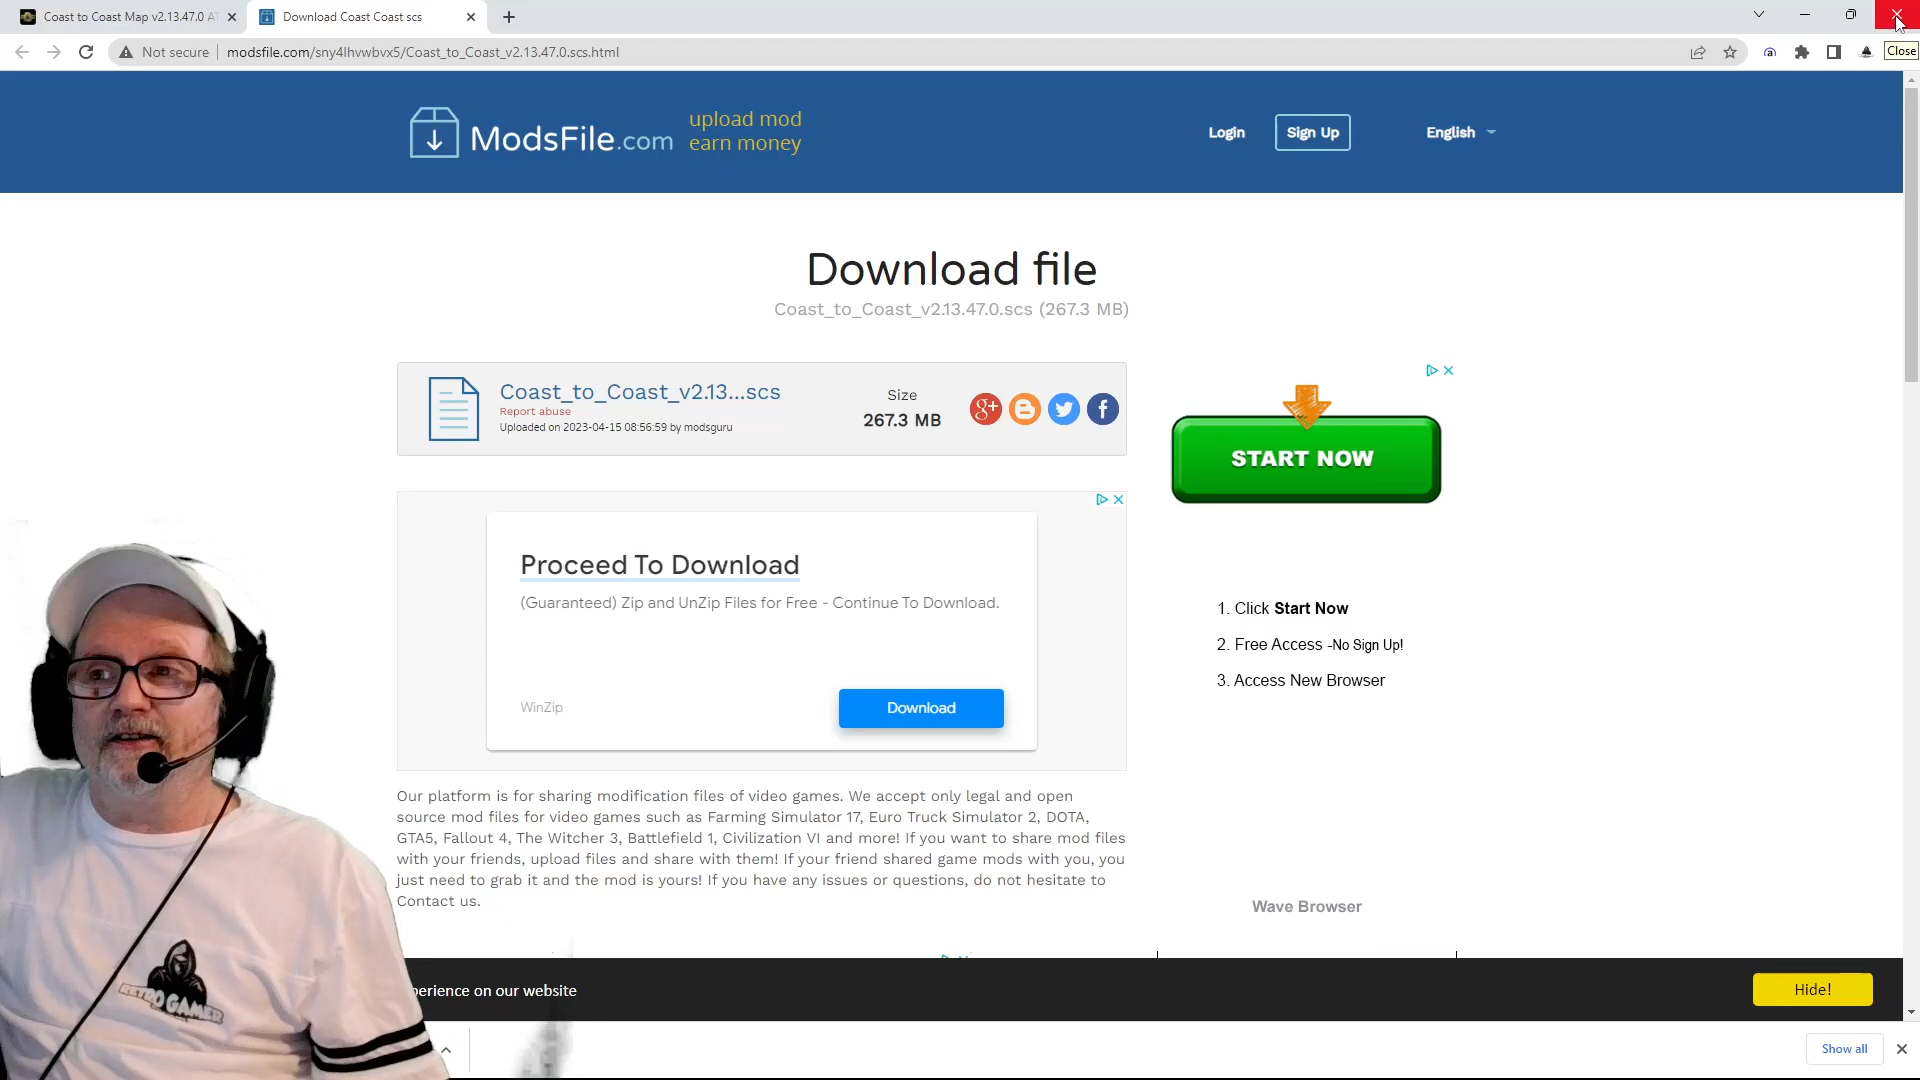 Coast to Coast Map v2.13.47.0 AT
Download Coast Coast scs
Not secure
modsfile.com/sny4lhvwbvx5/Coast_to_Coast_v2.13.47.0.scs.html
Close
ModsFile.com
upload mod
earn money
Login
Sign Up
English
Download file
Coast_to_Coast_v2.13.47.0.scs (267.3 MB)
Coast_to_Coast_v2.13...scs
Report abuse
Uploaded on 2023-04-15 08:56:59 by modsguru
Size
267.3 MB
START NOW
Proceed To Download
(Guaranteed) Zip and UnZip Files for Free - Continue To Download.
WinZip
Download
1. Click Start Now
2. Free Access -No Sign Up!
3. Access New Browser
Wave Browser
Our platform is for sharing modification files of video games. We accept only legal and open
source mod files for video games such as Farming Simulator 17, Euro Truck Simulator 2, DOTA,
GTA5, Fallout 4, The Witcher 3, Battlefield 1, Civilization VI and more! If you want to share mod files
with your friends, upload files and share with them! If your friend shared game mods with you, you
just need to grab it and the mod is yours! If you have any issues or questions, do not hesitate to
Contact us.
perience on our website
Hide!
RETRO GAMER
Show all